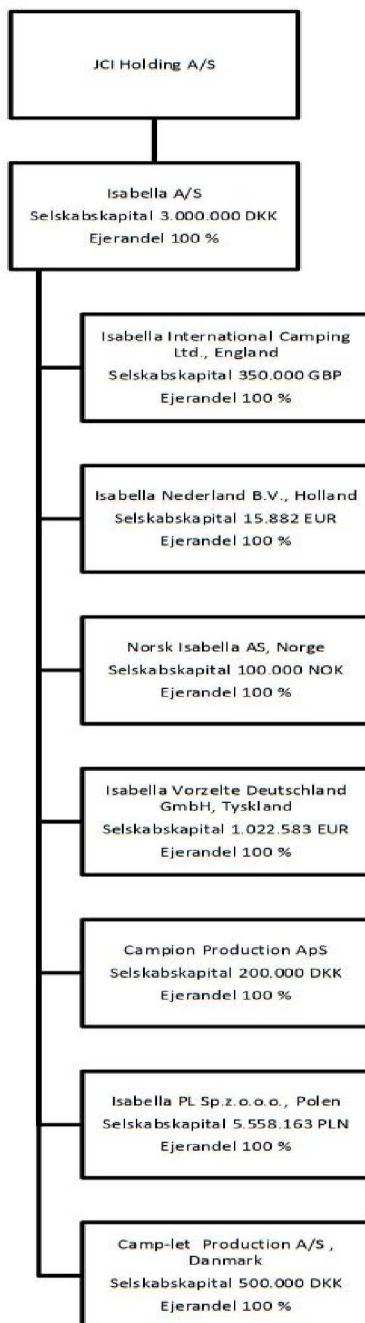 JCI Holding A/S
Isabella A/S
Selskabskapital 3.000.000 DKK
Ejerandel 100 %
Isabella International Camping
Ltd., England
Selskabskapital 350.000 GBP
Ejerandel 100 %
Isabella Nederland B.V., Holland
Selskabskapital 15.882 EUR
Ejerandel 100 %
Norsk Isabella AS, Norge
Selskabskapital 100.000 NOK
Ejerandel 100 %
Isabella Vorzelte Deutschland
GmbH, Tyskland
Selskabskapital 1.022.583 EUR
Ejerandel 100 %
Campion Production ApS
Selskabskapital 200.000 DKK
Ejerandel 100 %
Isabella PL Sp.z.o.o.o., Polen
Selskabskapital 5.558.163 PLN
Ejerandel 100 %
Camp-let Production A/S ,
Danmark
Selskabskapital 500.000 DKK
Ejerandel 100 %